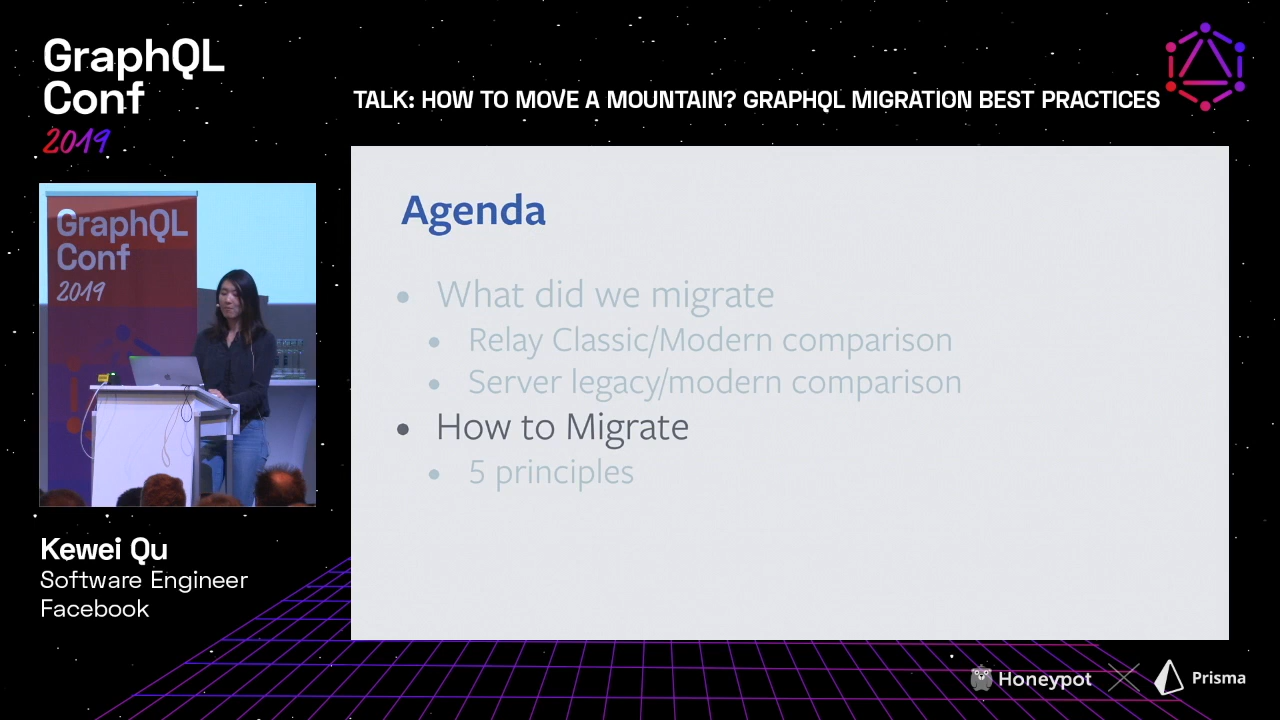 GraphQL
Conf
2019
TALK: HOW TO MOVE A MOUNTAIN? GRAPHQL MIGRATION BEST PRACTICES
GraphQL
Conf
2019
Agenda
• What did we migrate
• Relay Classic/Modern comparison
• Server legacy/modern comparison
• How to Migrate
• 5 principles
Kewei Qu
Software Engineer
Facebook
Honeypot
Prisma